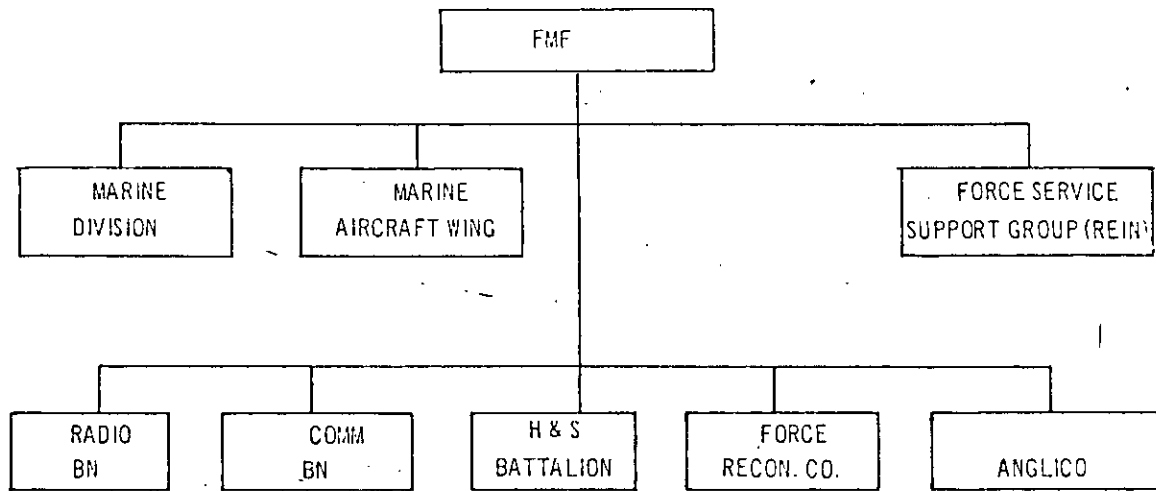 FMF
MARINE
DIVISION
MARINE
AIRCRAFT WING
FORCE SERVICE
SUPPORT GROUP (REIN)
RADIO
BN
COMM
BN
H & S
BATTALION
FORCE
RECON. CO.
ANGLICO